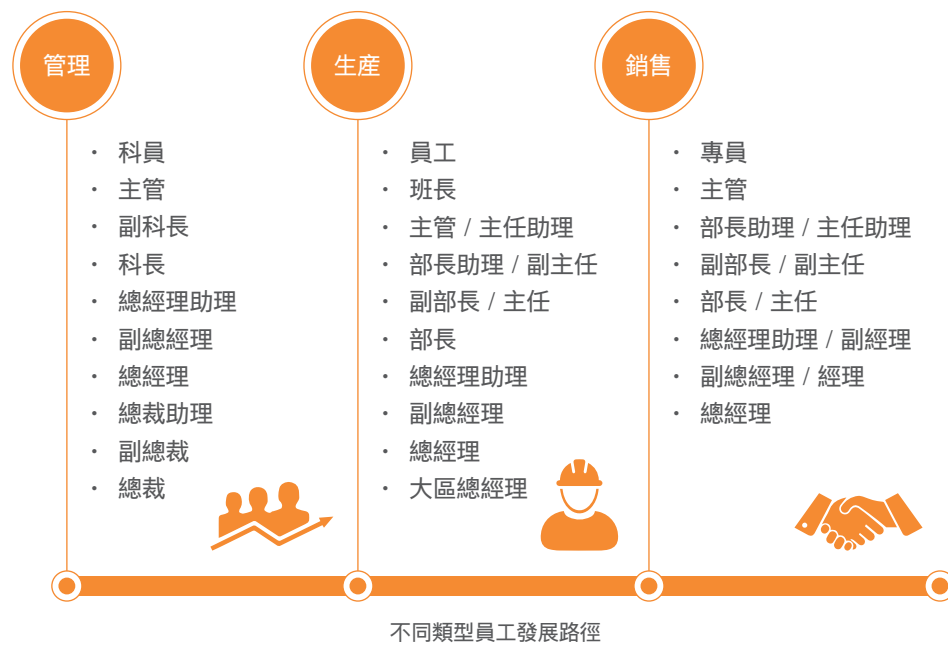 管理
・ 科員
・ 主管
・ 副科長
・ 科長
・ 總經理助理
・ 副總經理
・ 總經理
・ 總裁助理
・ 副總裁
・ 總裁
生產
・ 員工
・ 班長
・ 主管 / 主任助理
・ 部長助理 / 副主任
・ 副部長 / 主任
・ 部長
・ 總經理助理
・ 副總經理
・ 總經理
・ 大區總經理
銷售
・ 專員
・ 主管
・ 部長助理 / 主任助理
・ 副部長 / 副主任
・ 部長 / 主任
・ 總經理助理 / 副經理
・ 副總經理 / 經理
・ 總經理
不同類型員工發展路徑